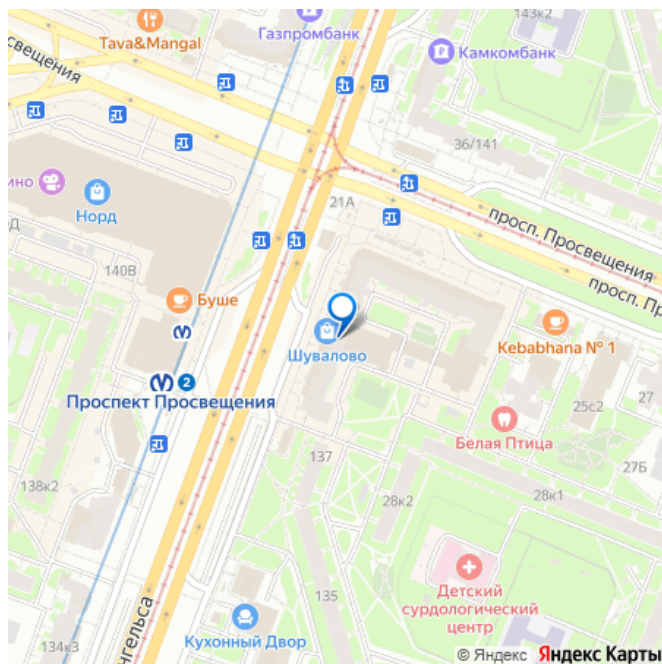 143к2
Tava&Mangal
Газпромбанк
Камкомбанк
свещения
36/141
ино
Норд
21А
просп. Просвещения
просп. Пр
Д
140В
Буше
Шувалово
Kebabhana № 1
2
Проспект Просвещения
25с2
27
Белая Птица
137
27Б
138к2
28к2
28к1
Детский
сурдологический
центр
135
нгельса
Кухонный Двор
134к3
© Яндекс Яндекс Карты